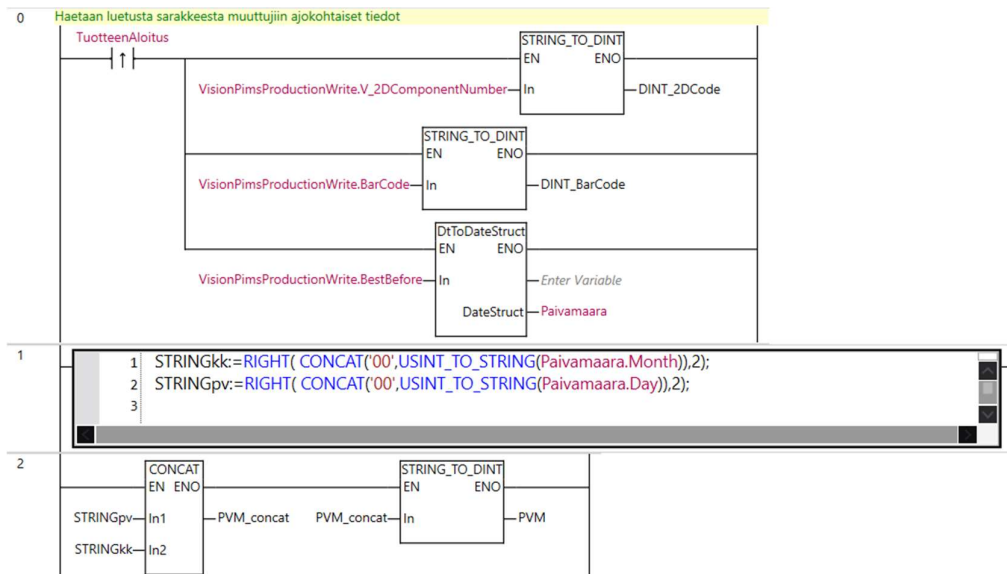 0 Haetaan luetusta sarakkeesta muuttujiin ajokohtaiset tiedot
TuotteenAloitus
↑
STRING_TO_DINT
EN ENO
VisionPimsProductionWrite.V_2DComponentNumber In DINT_2DCode
STRING_TO_DINT
EN ENO
VisionPimsProductionWrite.BarCode In DINT_BarCode
DtToDateStruct
EN ENO
VisionPimsProductionWrite.BestBefore In Enter Variable
DateStruct Paivamaara
1
1 STRINGkk:=RIGHT( CONCAT('00',USINT_TO_STRING(Paivamaara.Month)),2);
2 STRINGpv:=RIGHT( CONCAT('00',USINT_TO_STRING(Paivamaara.Day)),2);
3
2
CONCAT STRING_TO_DINT
EN ENO EN ENO
STRINGpv In1 PVM_concat PVM_concat In PVM
STRINGkk In2